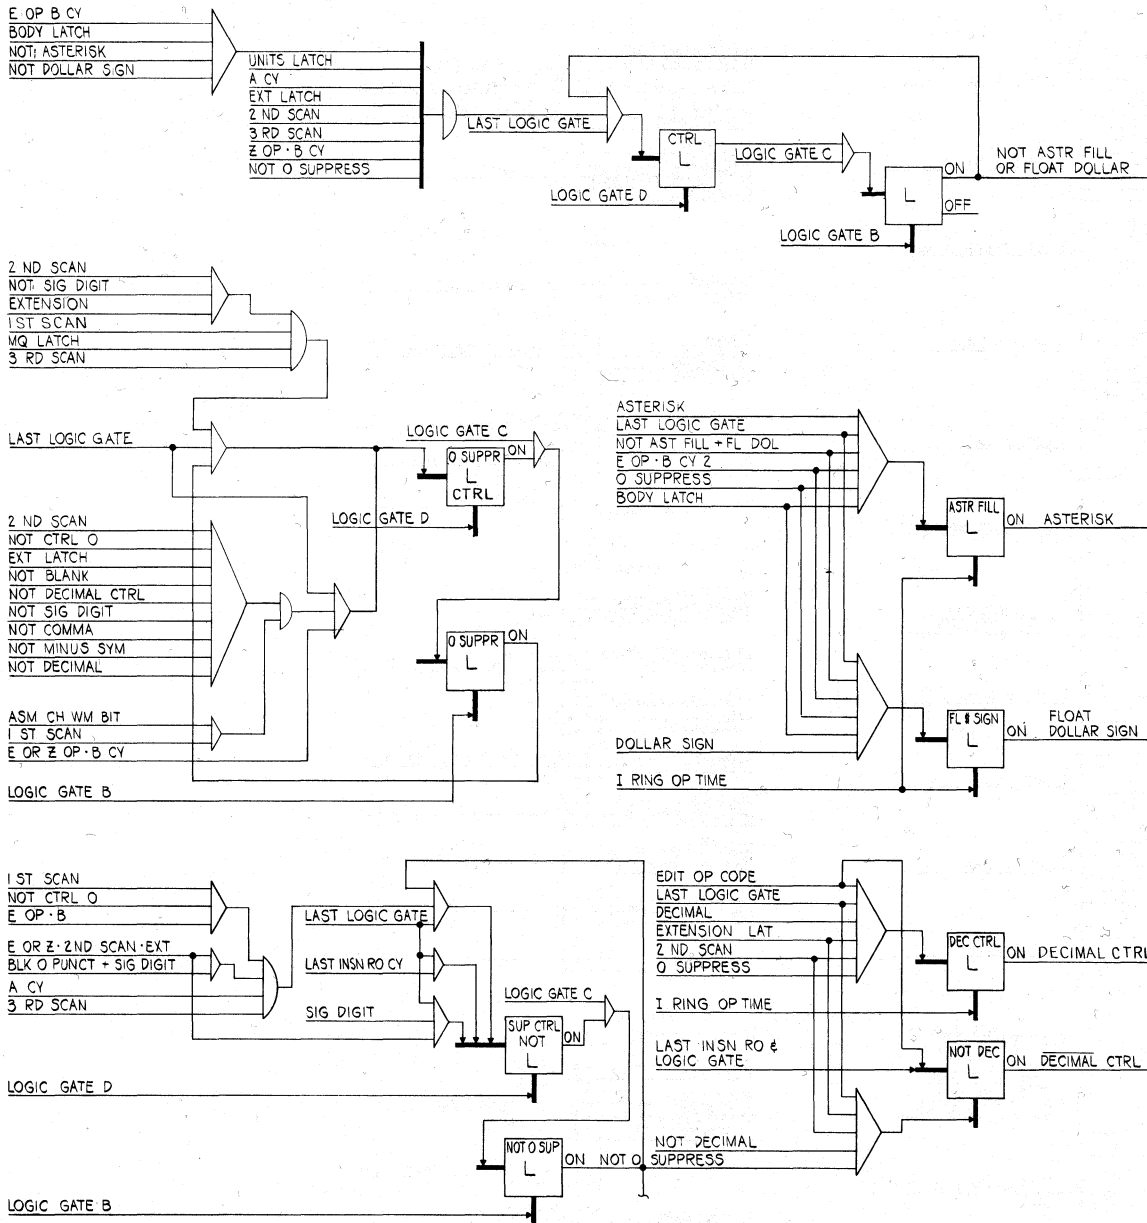 E OP B CY
BODY LATCH
NOT ASTERISK
NOT DOLLAR SIGN
UNITS LATCH
A CY
EXT LATCH
2 ND SCAN
3 RD SCAN
Z OP · B CY
NOT O SUPPRESS
LAST LOGIC GATE
CTRL
L
LOGIC GATE C
LOGIC GATE D
L
ON
OFF
NOT ASTR FILL
OR FLOAT DOLLAR
LOGIC GATE B
2 ND SCAN
NOT SIG DIGIT
EXTENSION
1 ST SCAN
MQ LATCH
3 RD SCAN
LAST LOGIC GATE
LOGIC GATE C
O SUPPR
L
CTRL
ON
LOGIC GATE D
2 ND SCAN
NOT CTRL O
EXT LATCH
NOT BLANK
NOT DECIMAL CTRL
NOT SIG DIGIT
NOT COMMA
NOT MINUS SYM
NOT DECIMAL
O SUPPR
L
ON
ASM CH WM BIT
1 ST SCAN
E OR Z OP · B CY
LOGIC GATE B
ASTERISK
LAST LOGIC GATE
NOT AST FILL + FL DOL
E OP · B CY 2
O SUPPRESS
BODY LATCH
ASTR FILL
L
ON ASTERISK
DOLLAR SIGN
FL $ SIGN
L
ON
FLOAT
DOLLAR SIGN
I RING OP TIME
1 ST SCAN
NOT CTRL O
E OP · B
E OR Z · 2ND SCAN · EXT
BLK O PUNCT + SIG DIGIT
A CY
3 RD SCAN
LAST LOGIC GATE
LAST INSN RO CY
SIG DIGIT
LOGIC GATE C
SUP CTRL
NOT
L
ON
LOGIC GATE D
NOT O SUP
L
ON NOT O SUPPRESS
LOGIC GATE B
EDIT OP CODE
LAST LOGIC GATE
DECIMAL
EXTENSION LAT
2 ND SCAN
O SUPPRESS
DEC CTRL
L
ON DECIMAL CTRL
I RING OP TIME
LAST INSN RO &
LOGIC GATE
NOT DEC
L
ON DECIMAL CTRL
NOT DECIMAL